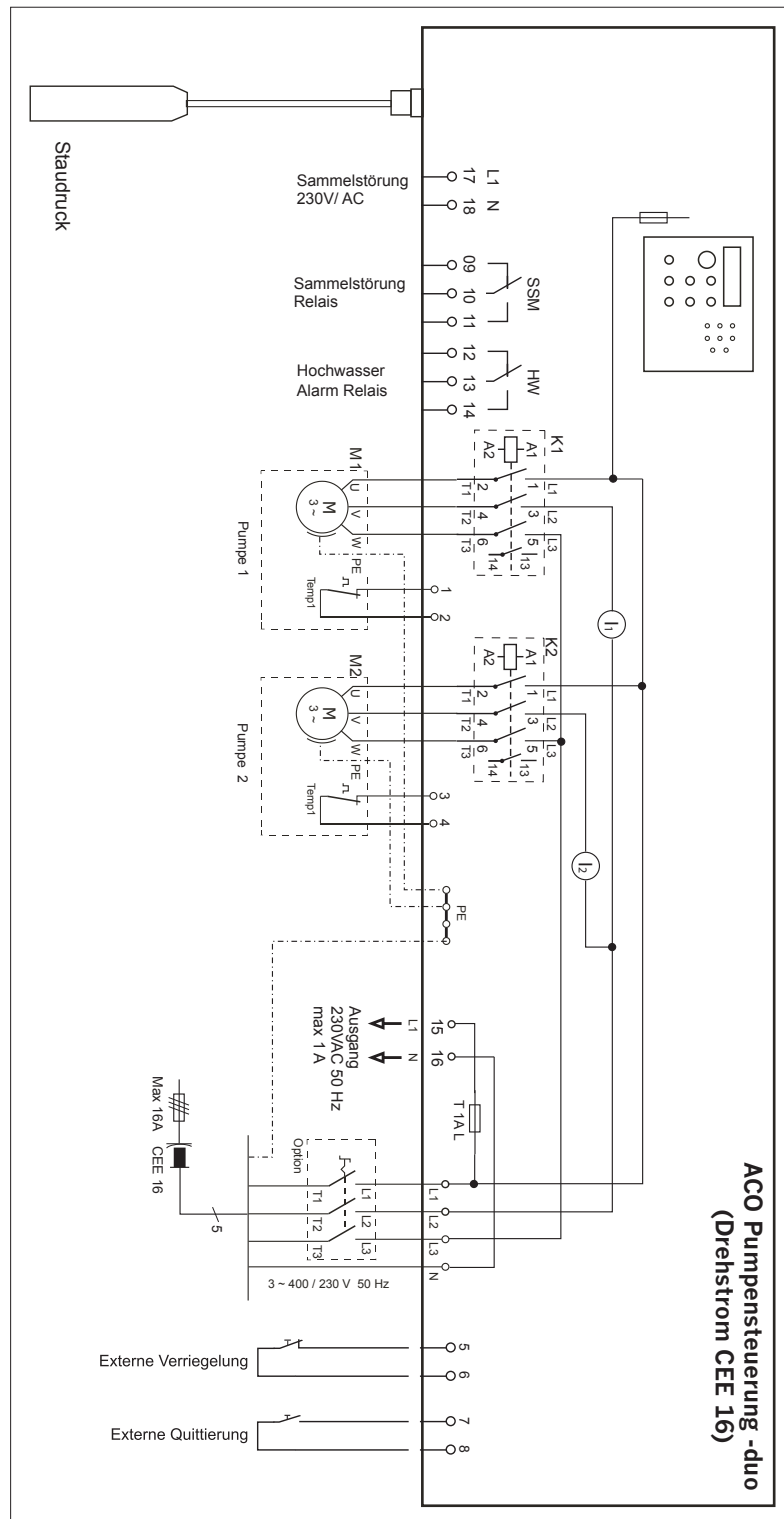 ACO Pumpensteuerung -duo
(Drehstrom CEE 16)
Staudruck
Sammelstörung
230V/ AC
17 L1
18 N
Sammelstörung
Relais
09
10
11
SSM
Hochwasser
Alarm Relais
12
13
14
HW
K1
A1
A2
1 L1
3 L2
5 L3
13
2 T1
4 T2
6 T3
14
M1
U
V
W
M
3~
PE
Temp1
1
2
Pumpe 1
I1
K2
A1
A2
1 L1
3 L2
5 L3
13
2 T1
4 T2
6 T3
14
M2
U
V
W
M
3~
PE
Temp1
3
4
Pumpe 2
I2
PE
15 L1
16 N
Ausgang
230VAC 50 Hz
max 1 A
T 1A L
Max 16A
CEE 16
5
Option
T1
T2
T3
L1
L2
L3
L1
L2
L3
N
3 ~ 400 / 230 V 50 Hz
Externe Verriegelung
5
6
Externe Quittierung
7
8